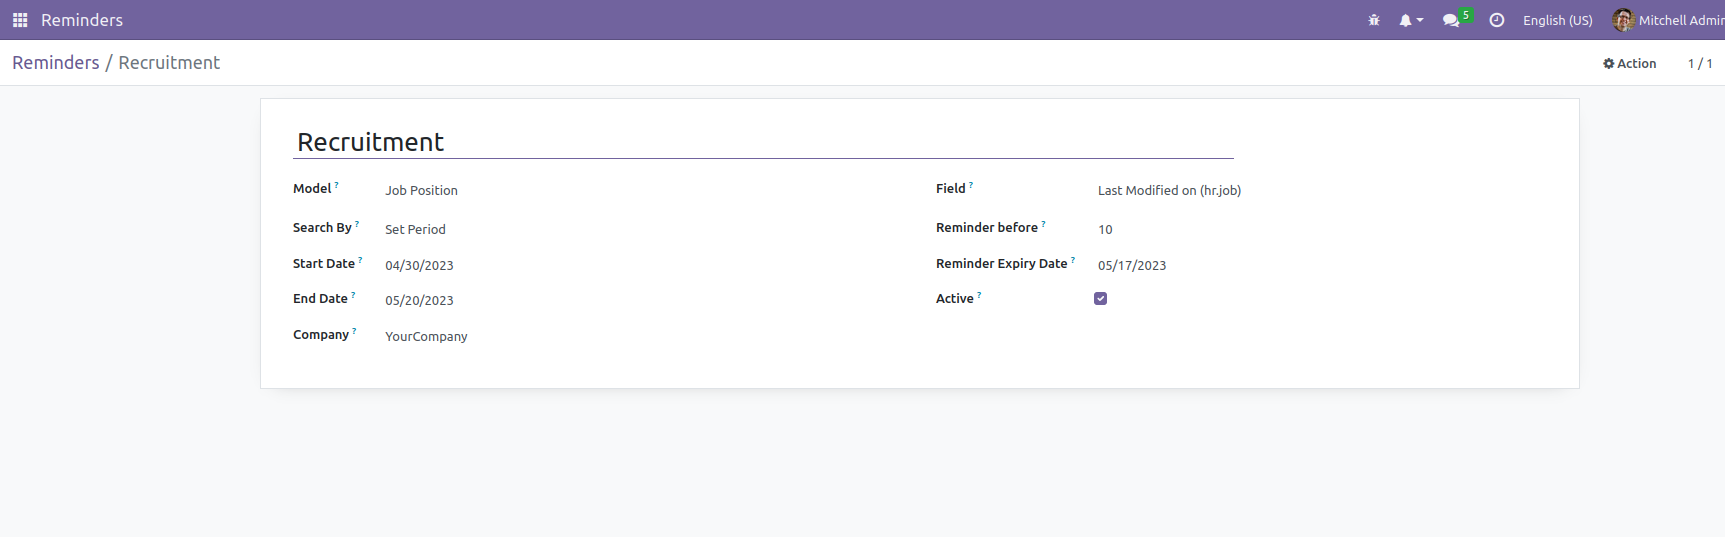 Reminders 5 English (US) Mitchell Admin
Reminders / Recruitment Action 1 / 1
Recruitment
Model ? Job Position Field ? Last Modified on (hr.job)
Search By ? Set Period Reminder before ? 10
Start Date ? 04/30/2023 Reminder Expiry Date ? 05/17/2023
End Date ? 05/20/2023 Active ?
Company ? YourCompany